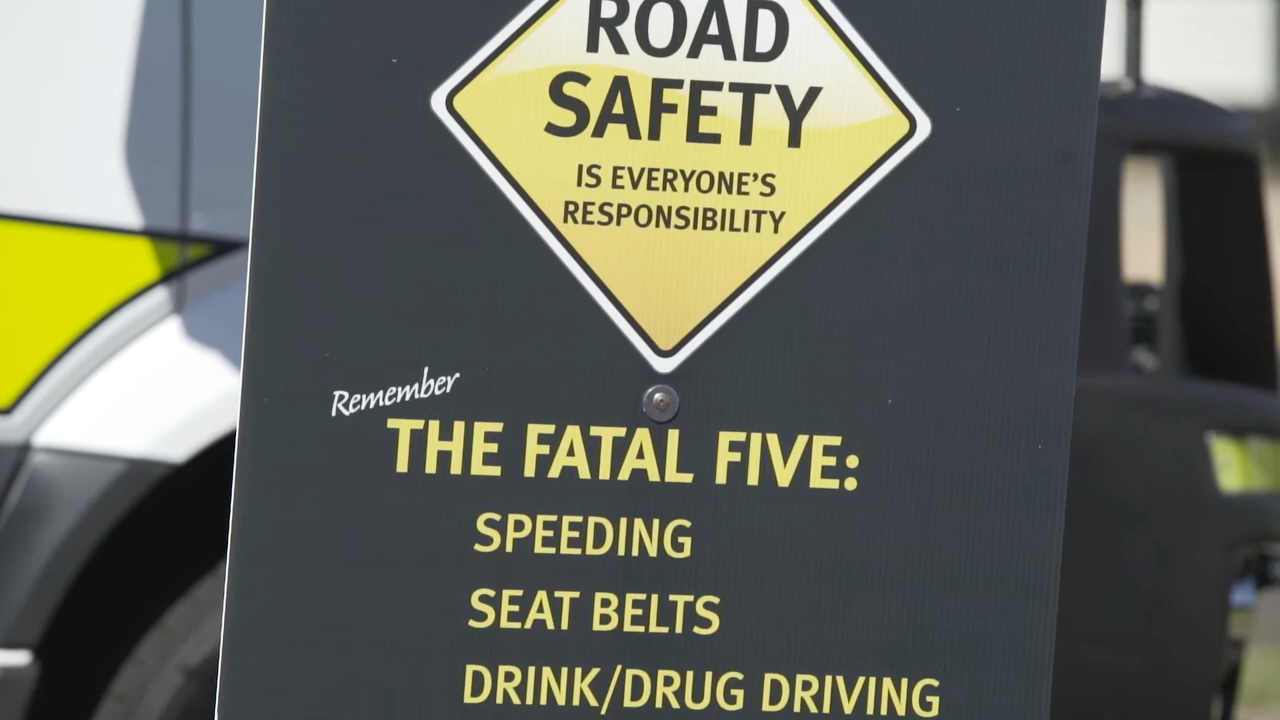 ROAD
SAFETY
IS EVERYONE'S
RESPONSIBILITY
Remember
THE FATAL FIVE:
SPEEDING
SEAT BELTS
DRINK/DRUG DRIVING